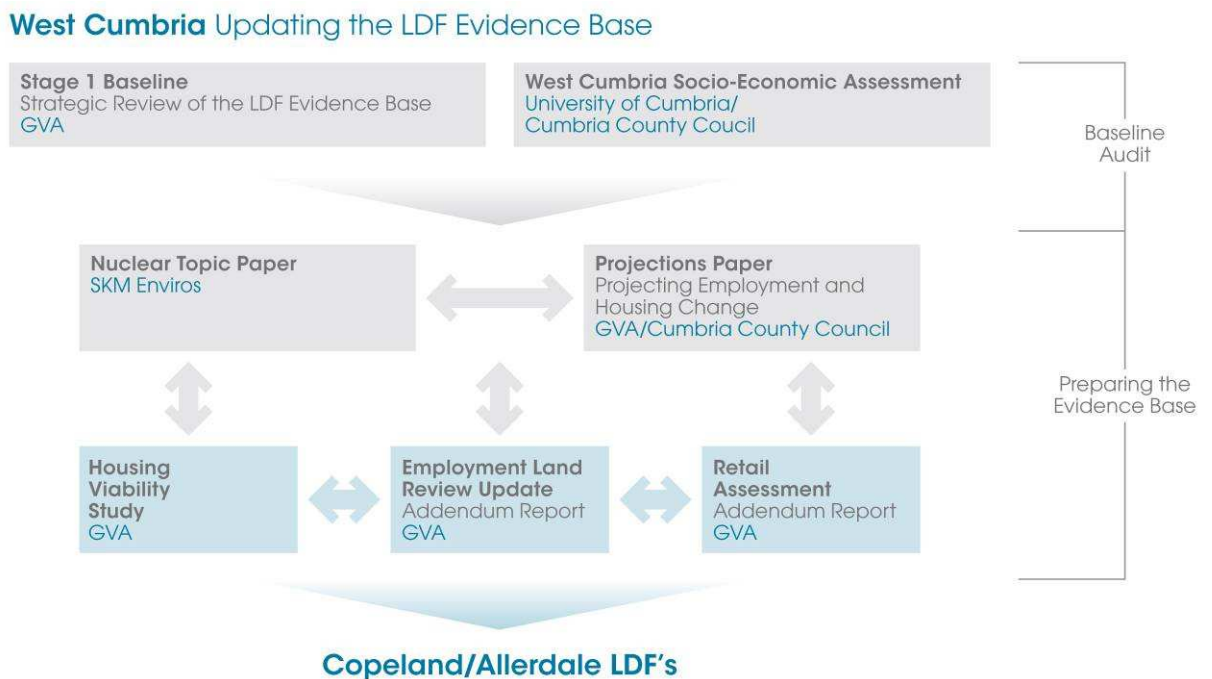 West Cumbria Updating the LDF Evidence Base
Stage 1 Baseline
Strategic Review of the LDF Evidence Base
GVA
West Cumbria Socio-Economic Assessment
University of Cumbria/
Cumbria County Coucil
Baseline
Audit
Nuclear Topic Paper
SKM Enviros
Projections Paper
Projecting Employment and
Housing Change
GVA/Cumbria County Council
Preparing the
Evidence Base
Housing
Viability
Study
GVA
Employment Land
Review Update
Addendum Report
GVA
Retail
Assessment
Addendum Report
GVA
Copeland/Allerdale LDF's